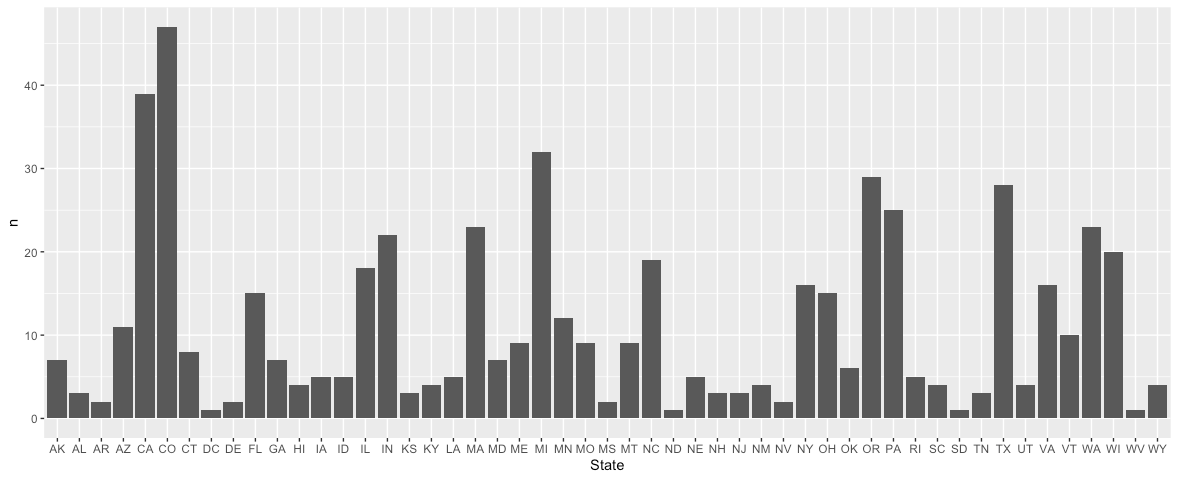 40
30
20
10
0
n
AK AL AR AZ CA CO CT DC DE FL GA HI IA ID IL IN KS KY LA MA MD ME MI MN MO MS MT NC ND NE NH NJ NM NV NY OH OK OR PA RI SC SD TN TX UT VA VT WA WI WV WY
State